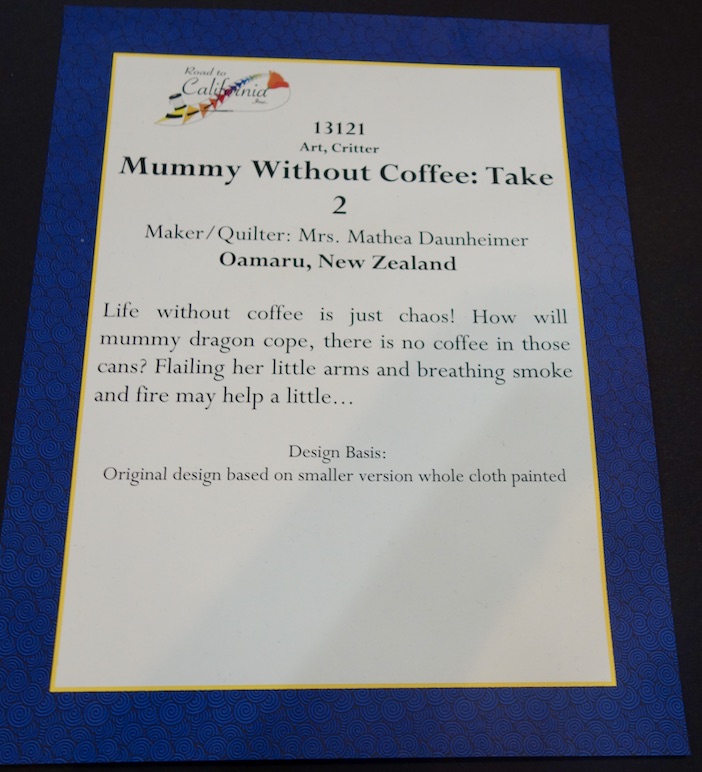 Road to
California
Inc.
13121
Art, Critter
Mummy Without Coffee: Take
2
Maker/Quilter: Mrs. Mathea Daunheimer
Oamaru, New Zealand
Life without coffee is just chaos! How will
mummy dragon cope, there is no coffee in those
cans? Flailing her little arms and breathing smoke
and fire may help a little...
Design Basis:
Original design based on smaller version whole cloth painted